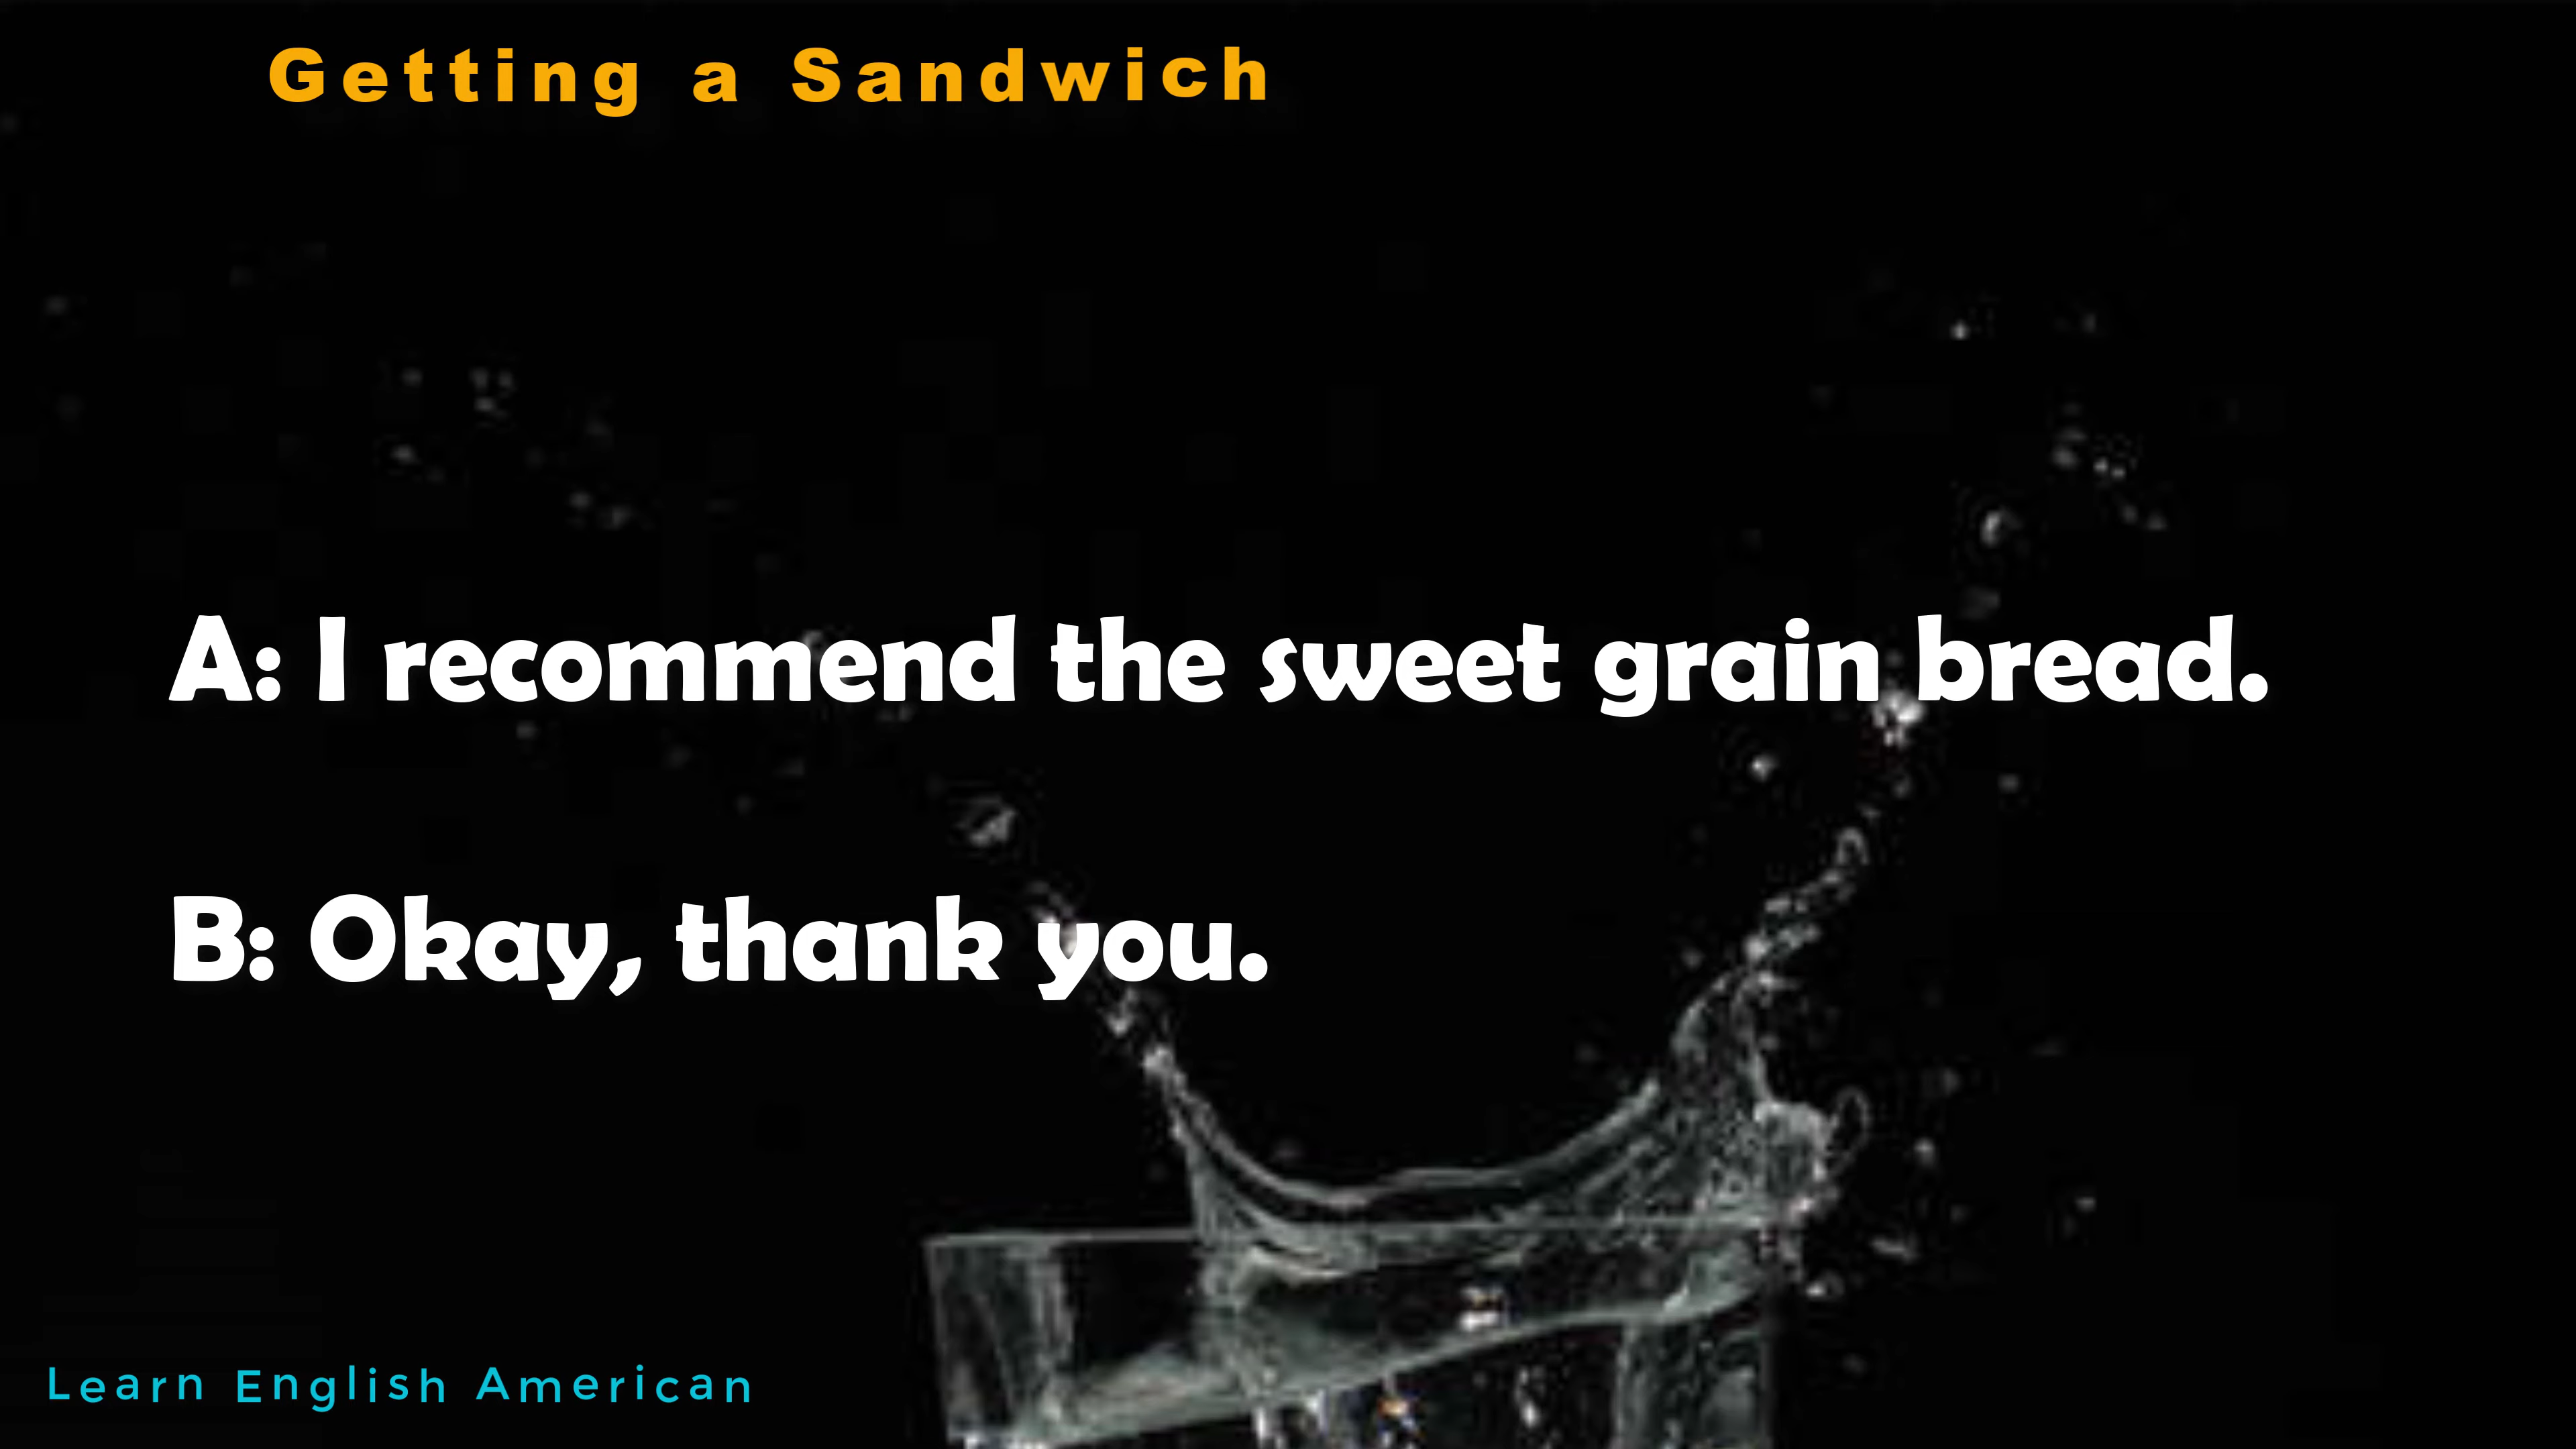 Getting a Sandwich
A: I recommend the sweet grain bread.
B: Okay, thank you.
Learn English American